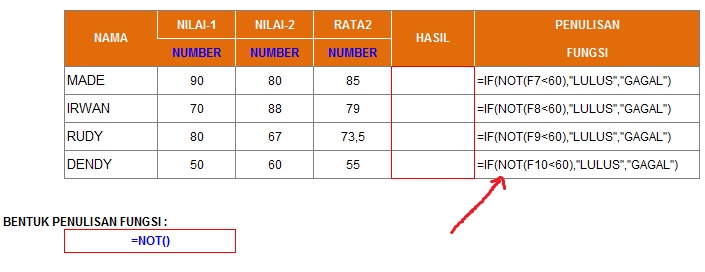 NAMA NILAI-1 NILAI-2 RATA2 HASIL PENULISAN FUNGSI
NUMBER NUMBER NUMBER
MADE 90 80 85 =IF(NOT(F7<60),"LULUS","GAGAL")
IRWAN 70 88 79 =IF(NOT(F8<60),"LULUS","GAGAL")
RUDY 80 67 73,5 =IF(NOT(F9<60),"LULUS","GAGAL")
DENDY 50 60 55 =IF(NOT(F10<60),"LULUS","GAGAL")
BENTUK PENULISAN FUNGSI :
=NOT()